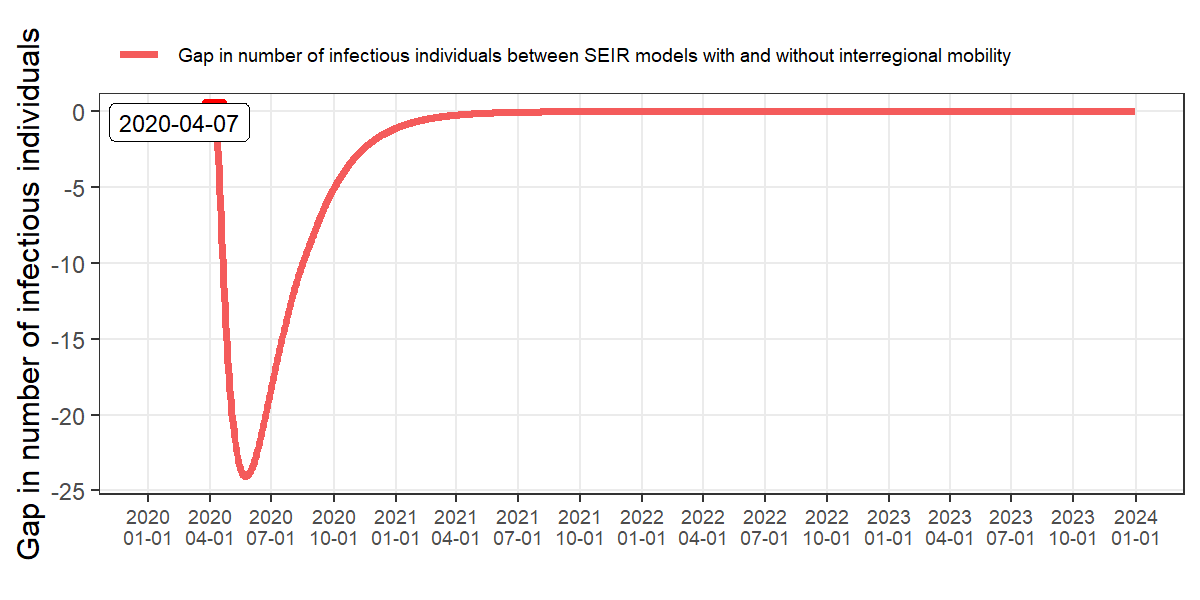 Gap in number of infectious individuals between SEIR models with and without interregional mobility
Gap in number of infectious individuals
0
-5
-10
-15
-20
-25
2020-04-07
2020 2020 2020 2020 2021 2021 2021 2021 2022 2022 2022 2022 2023 2023 2023 2023 2024
01-01 04-01 07-01 10-01 01-01 04-01 07-01 10-01 01-01 04-01 07-01 10-01 01-01 04-01 07-01 10-01 01-01